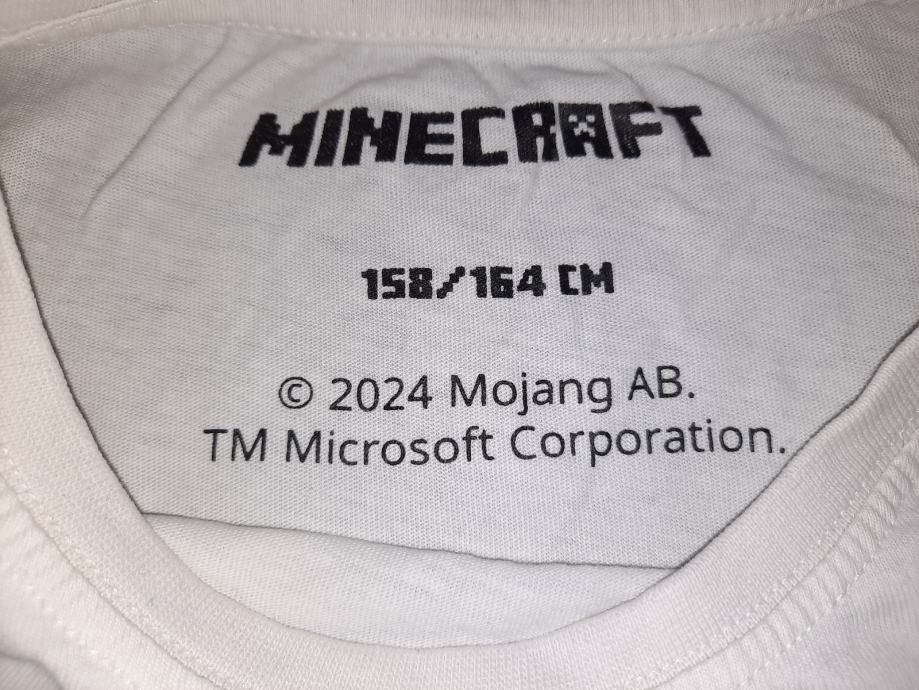 MINECRAFT
158/164 CM
© 2024 Mojang AB.
TM Microsoft Corporation.